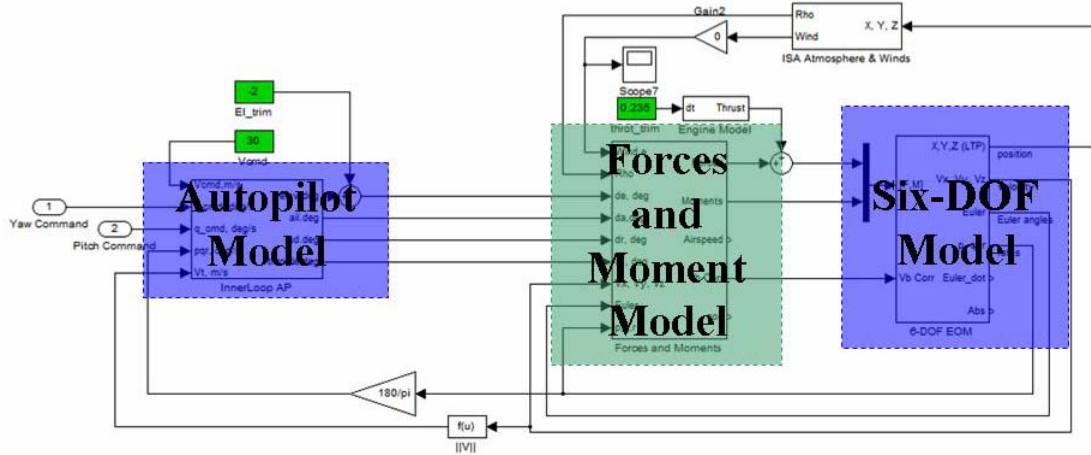 Gain2
Rho
Wind
X, Y, Z
0
ISA Atmosphere & Winds
Scope7
-2
El_trim
0.235
throt_trim
dt
Thrust
Engine Model
30
Vcmd
Autopilot
Model
Vcmd,m/s
q_cmd, deg/s
Vt, m/s
InnerLoop AP
1
Yaw Command
2
Pitch Command
Forces
and
Moment
Model
Rho
de, deg
dr, deg
Moments
Airspeed
Forces and Moments
Six-DOF
Model
X,Y,Z (LTP)
position
Euler
Euler angles
Vb Corr
Euler_dot
Abs
6-DOF EOM
180/pi
f(u)
||V||